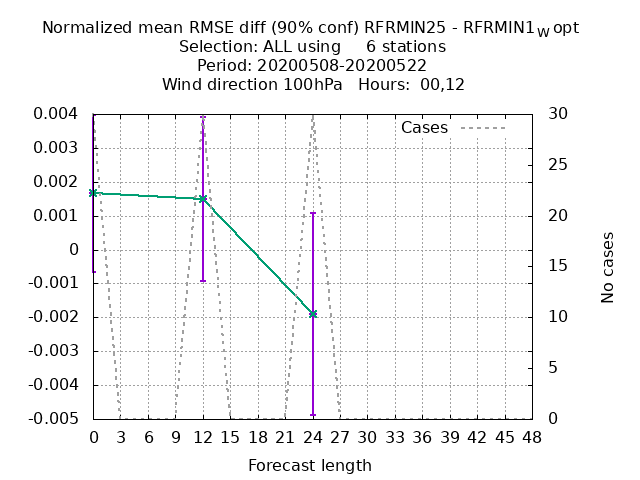 Normalized mean RMSE diff (90% conf) RFRMIN25 - RFRMIN1w opt
Selection: ALL using 6 stations
Period: 20200508-20200522
Wind direction 100hPa Hours: 00,12
Cases
0.004
0.003
0.002
0.001
0
-0.001
-0.002
-0.003
-0.004
-0.005
30
25
20
15
10
5
0
No cases
0 3 6 9 12 15 18 21 24 27 30 33 36 39 42 45 48
Forecast length